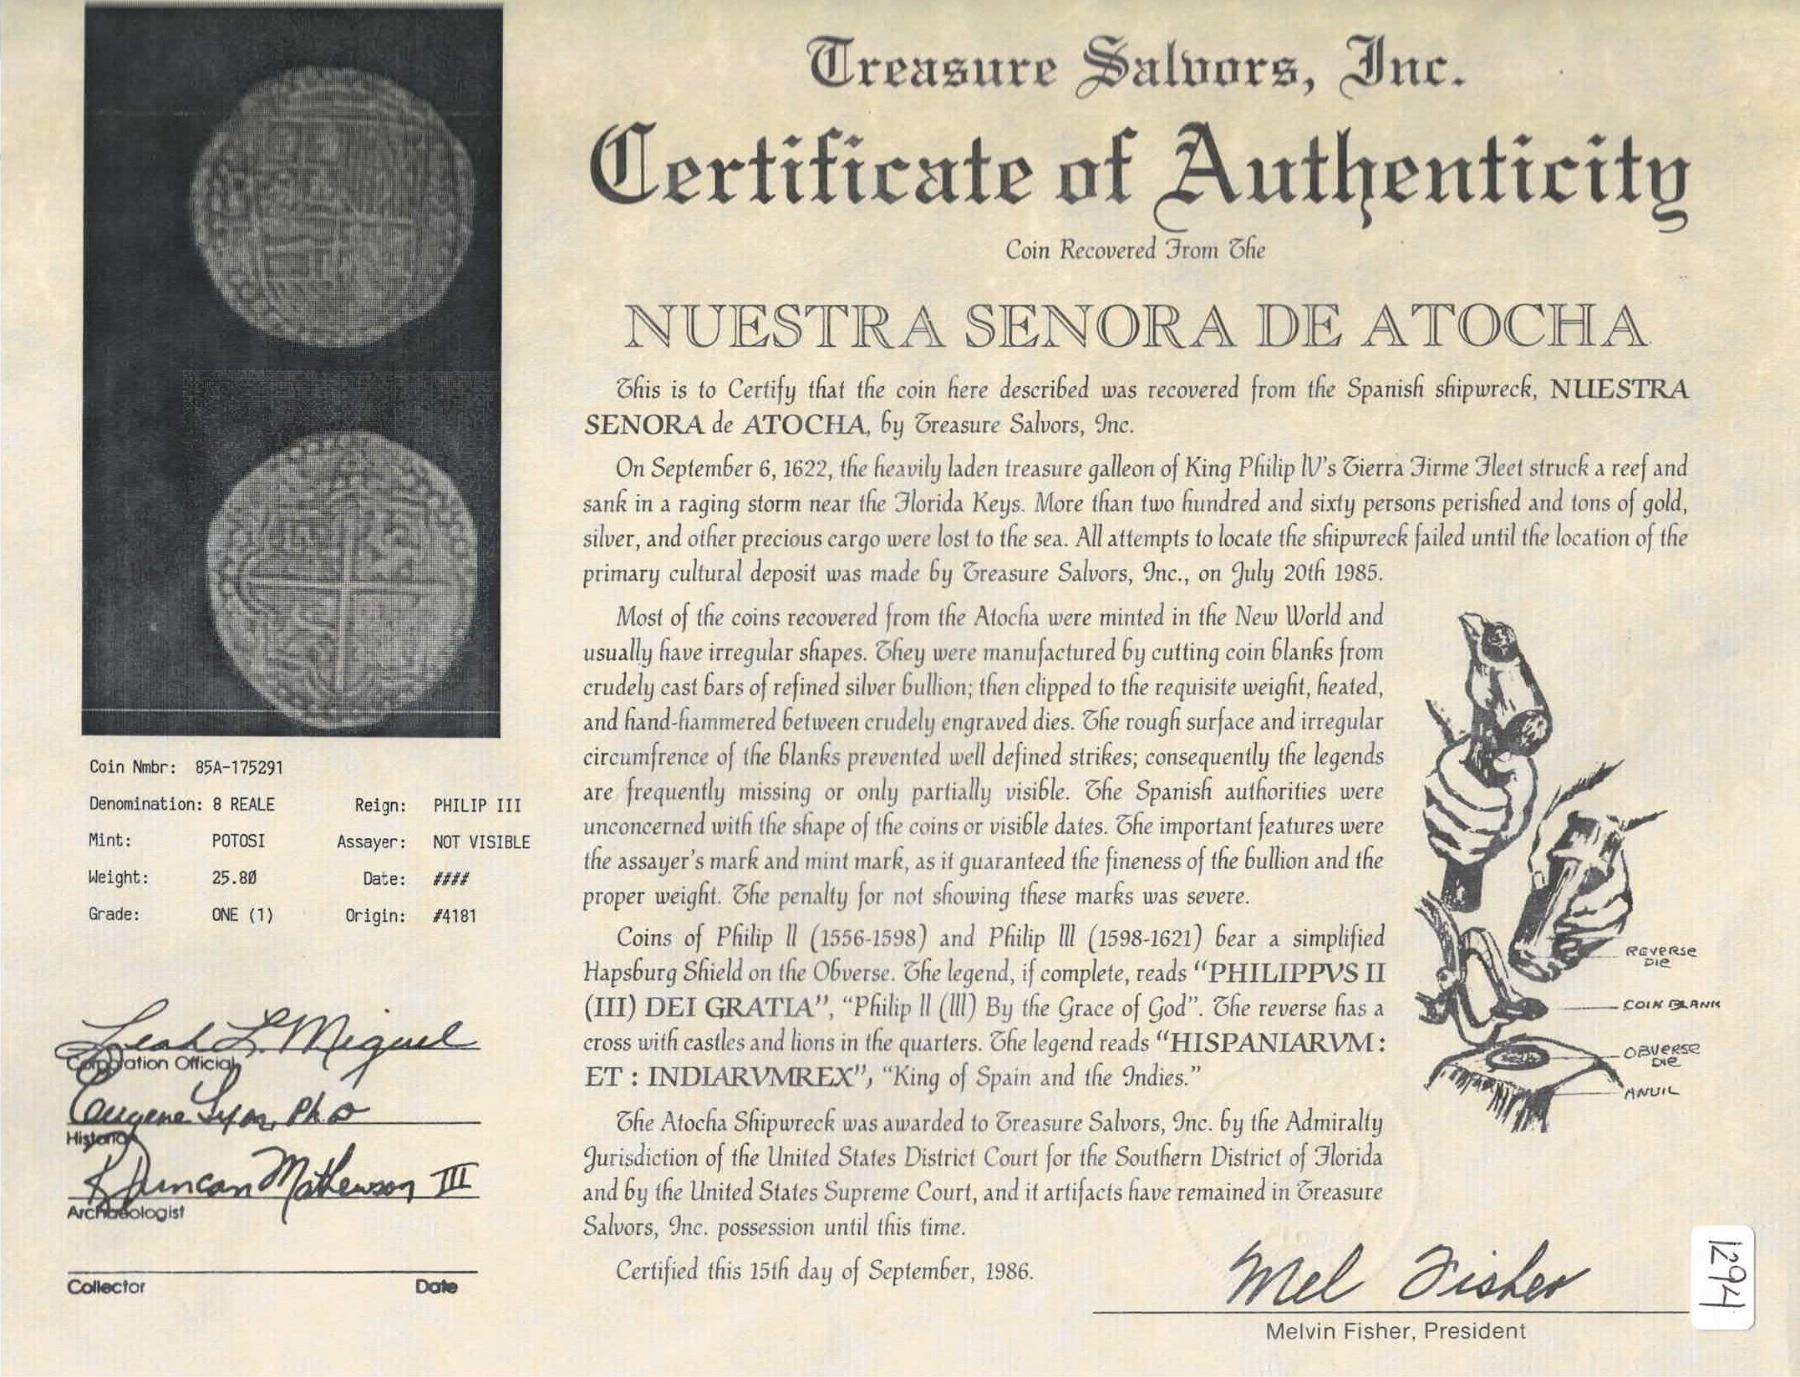 Treasure Salvors, Inc.
Certificate of Authenticity
Coin Recovered From The
NUESTRA SENORA DE ATOCHA
This is to Certify that the coin here described was recovered from the Spanish shipwreck, NUESTRA
SENORA de ATOCHA, by Treasure Salvors, Inc.
On September 6, 1622, the heavily laden treasure galleon of King Philip IV's Tierra Firme Fleet struck a reef and
sank in a raging storm near the Florida Keys. More than two hundred and sixty persons perished and tons of gold,
silver, and other precious cargo were lost to the sea. All attempts to locate the shipwreck failed until the location of the
primary cultural deposit was made by Treasure Salvors, Inc., on July 20th 1985.
Most of the coins recovered from the Atocha were minted in the New World and
usually have irregular shapes. They were manufactured by cutting coin blanks from
crudely cast bars of refined silver bullion; then clipped to the requisite weight, heated,
and hand-hammered between crudely engraved dies. The rough surface and irregular
circumfrence of the blanks prevented well defined strikes; consequently the legends
are frequently missing or only partially visible. The Spanish authorities were
unconcerned with the shape of the coins or visible dates. The important features were
the assayer's mark and mint mark, as it guaranteed the fineness of the bullion and the
proper weight. The penalty for not showing these marks was severe.
Coins of Philip II (1556-1598) and Philip III (1598-1621) bear a simplified
Hapsburg Shield on the Obverse. The legend, if complete, reads “PHILIPPVS II
(III) DEI GRATIA”, “Philip II (III) By the Grace of God”. The reverse has a
cross with castles and lions in the quarters. The legend reads “HISPANIARVM :
ET : INDIARVMREX”, “King of Spain and the Indies.”
The Atocha Shipwreck was awarded to Treasure Salvors, Inc. by the Admiralty
Jurisdiction of the United States District Court for the Southern District of Florida
and by the United States Supreme Court, and it artifacts have remained in Treasure
Salvors, Inc. possession until this time.
Certified this 15th day of September, 1986.
REVERSE
DIE
COIN BLANK
OBVERSE
DIE
ANVIL
Coin Nmbr: 85A-175291
Denomination: 8 REALE Reign: PHILIP III
Mint: POTOSI Assayer: NOT VISIBLE
Weight: 25.80 Date: ####
Grade: ONE (1) Origin: #4181
Leah L. Miguel
Corporation Official
Eugene Lyon, Ph.D
Historian
R Duncan Mathewson III
Archaeologist
Collector Date
Mel Fisher
Melvin Fisher, President
1294